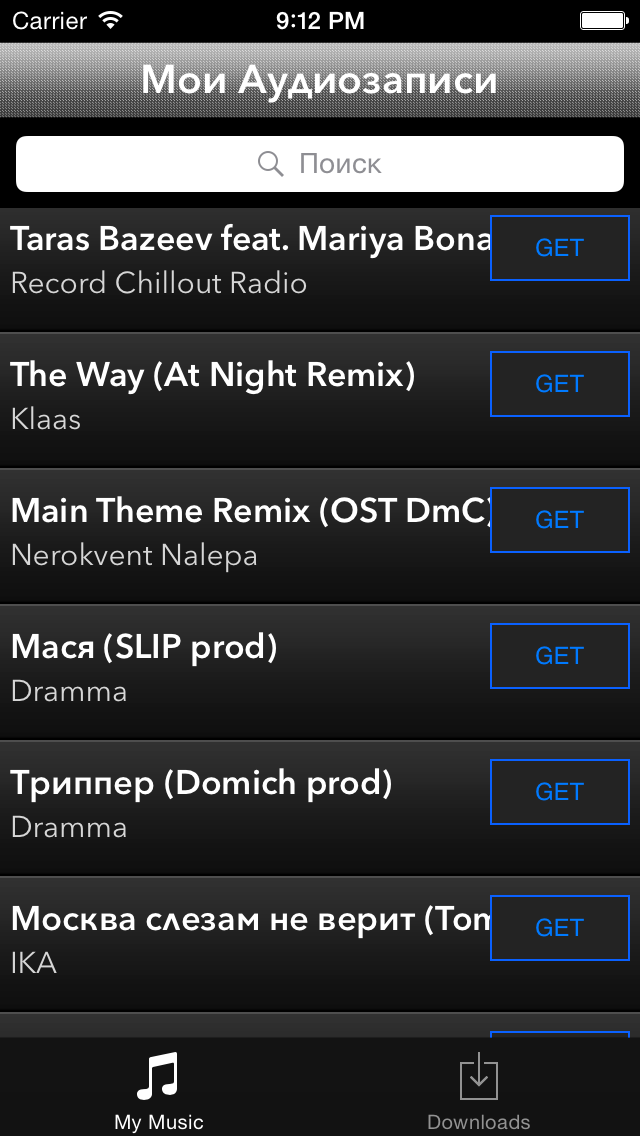 Carrier 9:12 PM
Мои Аудиозаписи
Поиск
Taras Bazeev feat. Mariya Bona
GET
Record Chillout Radio
The Way (At Night Remix)
GET
Klaas
Main Theme Remix (OST DmC)
GET
Nerokvent Nalepa
Мася (SLIP prod)
GET
Dramma
Триппер (Domich prod)
GET
Dramma
Москва слезам не верит (Tom
GET
IKA
My Music
Downloads